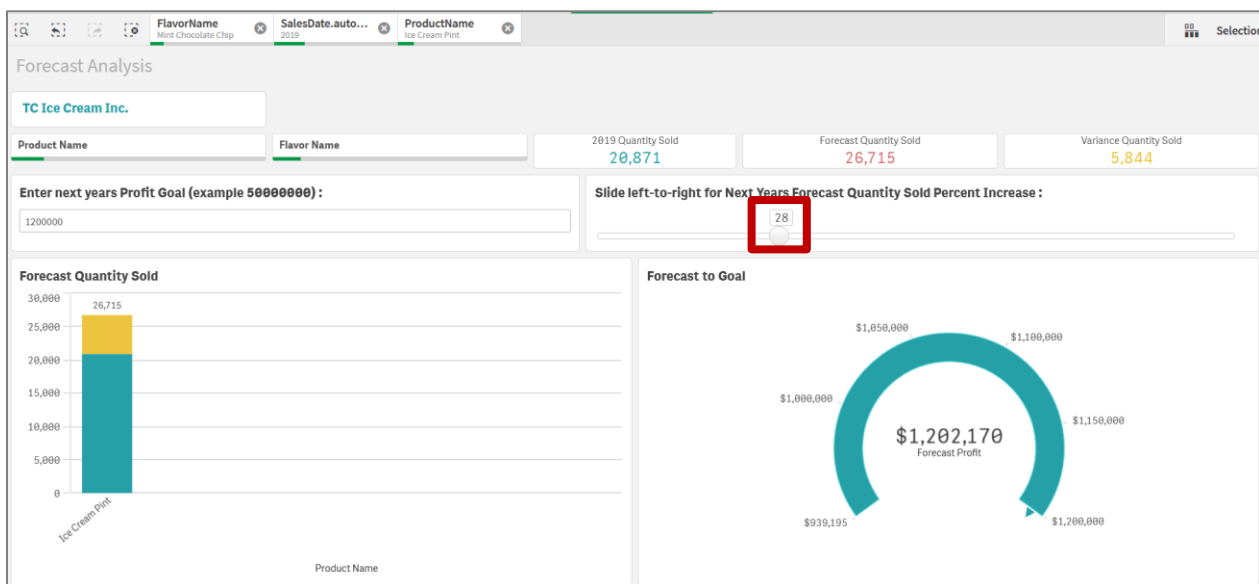 FlavorName
Mint Chocolate Chip
SalesDate.auto...
2019
ProductName
Ice Cream Pint
Selection
Forecast Analysis
TC Ice Cream Inc.
Product Name
Flavor Name
2019 Quantity Sold
20,871
Forecast Quantity Sold
26,715
Variance Quantity Sold
5,844
Enter next years Profit Goal (example 50000000) :
1200000
Slide left-to-right for Next Years Forecast Quantity Sold Percent Increase :
28
Forecast Quantity Sold
30,000
26,715
25,000
20,000
15,000
10,000
5,000
0
Ice Cream Pint
Product Name
Forecast to Goal
$1,050,000
$1,100,000
$1,000,000
$1,150,000
$1,202,170
Forecast Profit
$939,195
$1,200,000